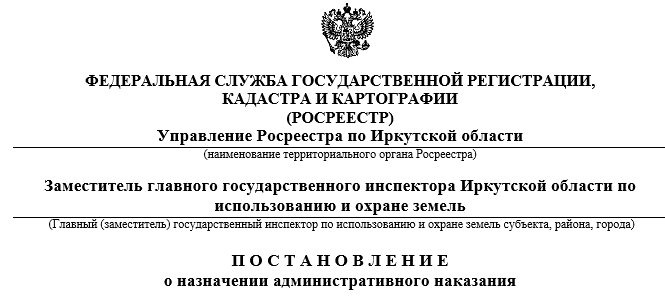 ФЕДЕРАЛЬНАЯ СЛУЖБА ГОСУДАРСТВЕННОЙ РЕГИСТРАЦИИ,
КАДАСТРА И КАРТОГРАФИИ
(РОСРЕЕСТР)
Управление Росреестра по Иркутской области
(наименование территориального органа Росреестра)
Заместитель главного государственного инспектора Иркутской области по
использованию и охране земель
(Главный (заместитель) государственный инспектор по использованию и охране земель субъекта, района, города)
П О С Т А Н О В Л Е Н И Е
о назначении административного наказания